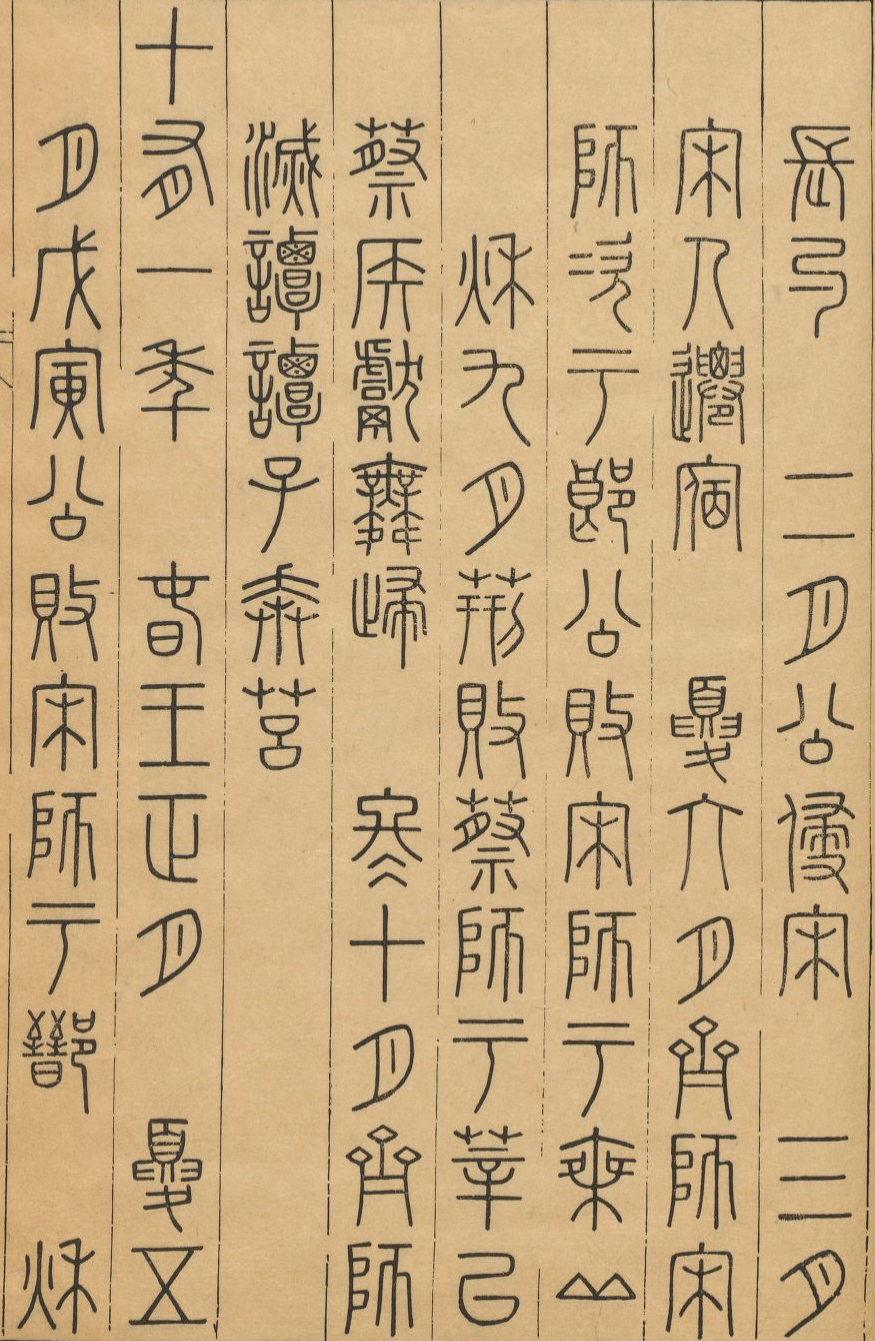 長勺　二月公侵宋　三月
宋人遷宿　夏六月齊師宋
師次于郎公敗宋師于乘丘
秋九月荊敗蔡師于莘以
蔡侯獻舞歸　冬十月齊師
滅譚譚子奔莒
十有一年　春王正月　夏五
月戊寅公敗宋師于鄑　秋